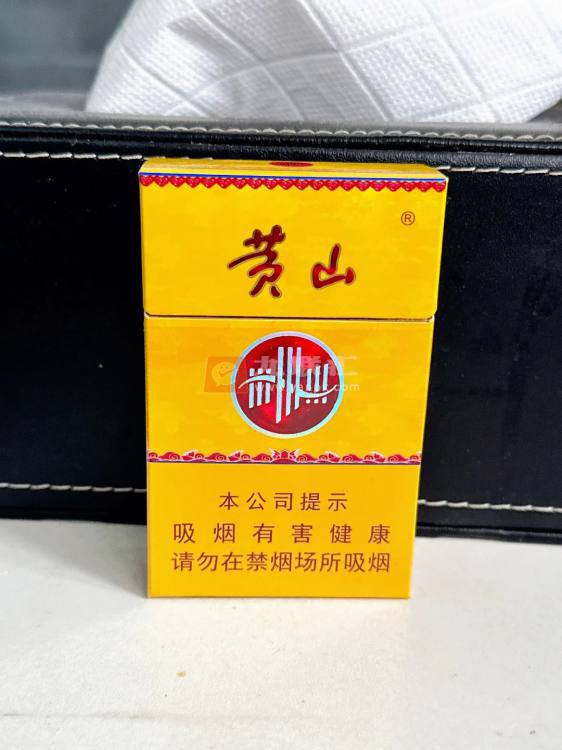 黄山
®
本公司提示
吸烟有害健康
请勿在禁烟场所吸烟